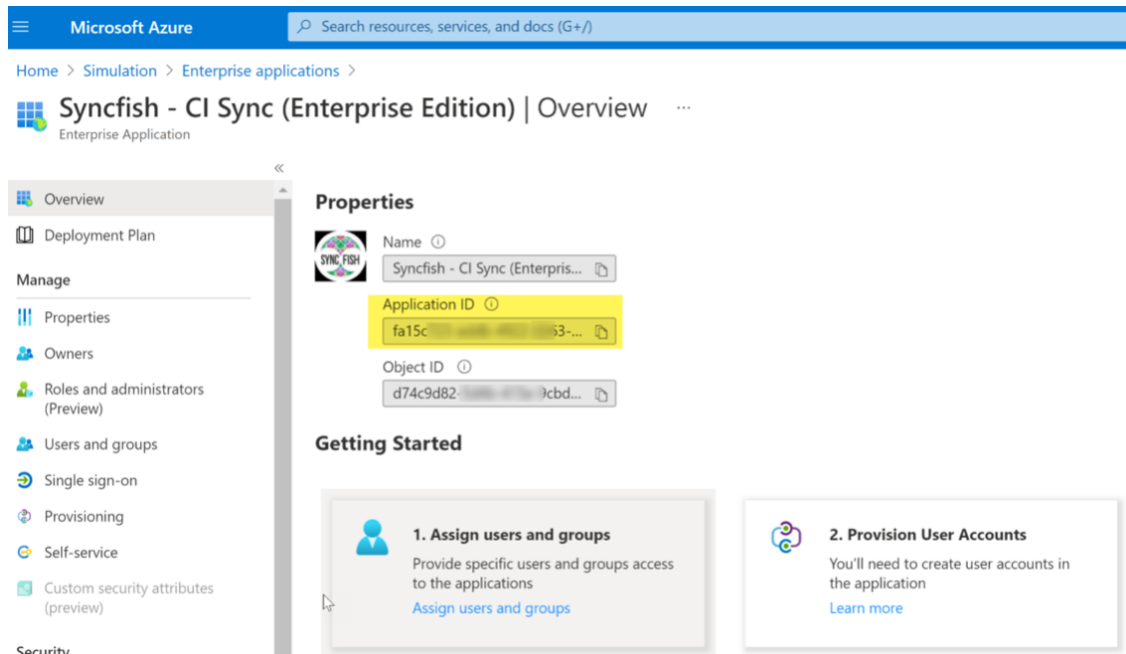 Microsoft Azure
Search resources, services, and docs (G+/)
Home > Simulation > Enterprise applications >
Syncfish - CI Sync (Enterprise Edition) | Overview ...
Enterprise Application
«
Overview
Deployment Plan
Manage
Properties
Owners
Roles and administrators
(Preview)
Users and groups
Single sign-on
Provisioning
Self-service
Custom security attributes
(preview)
Security
Properties
SYNC FISH
Name
Syncfish - CI Sync (Enterpris...
Application ID
fa15c 53-...
Object ID
d74c9d82- 9cbd...
Getting Started
1. Assign users and groups
Provide specific users and groups access
to the applications
Assign users and groups
2. Provision User Accounts
You'll need to create user accounts in
the application
Learn more